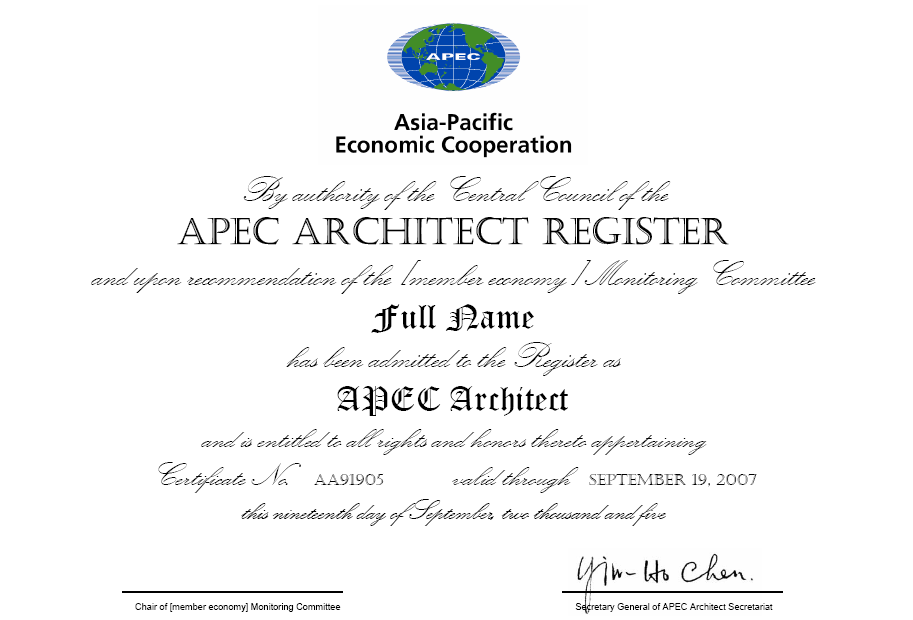 APEC
Asia-Pacific
Economic Cooperation
By authority of the Central Council of the
APEC ARCHITECT REGISTER
and upon recommendation of the [member economy] Monitoring Committee
Full Name
has been admitted to the Register as
APEC Architect
and is entitled to all rights and honors thereto appertaining
Certificate No. AA91905 valid through SEPTEMBER 19, 2007
this nineteenth day of September, two thousand and five
Yim-Ho Chen.
Chair of [member economy] Monitoring Committee
Secretary General of APEC Architect Secretariat